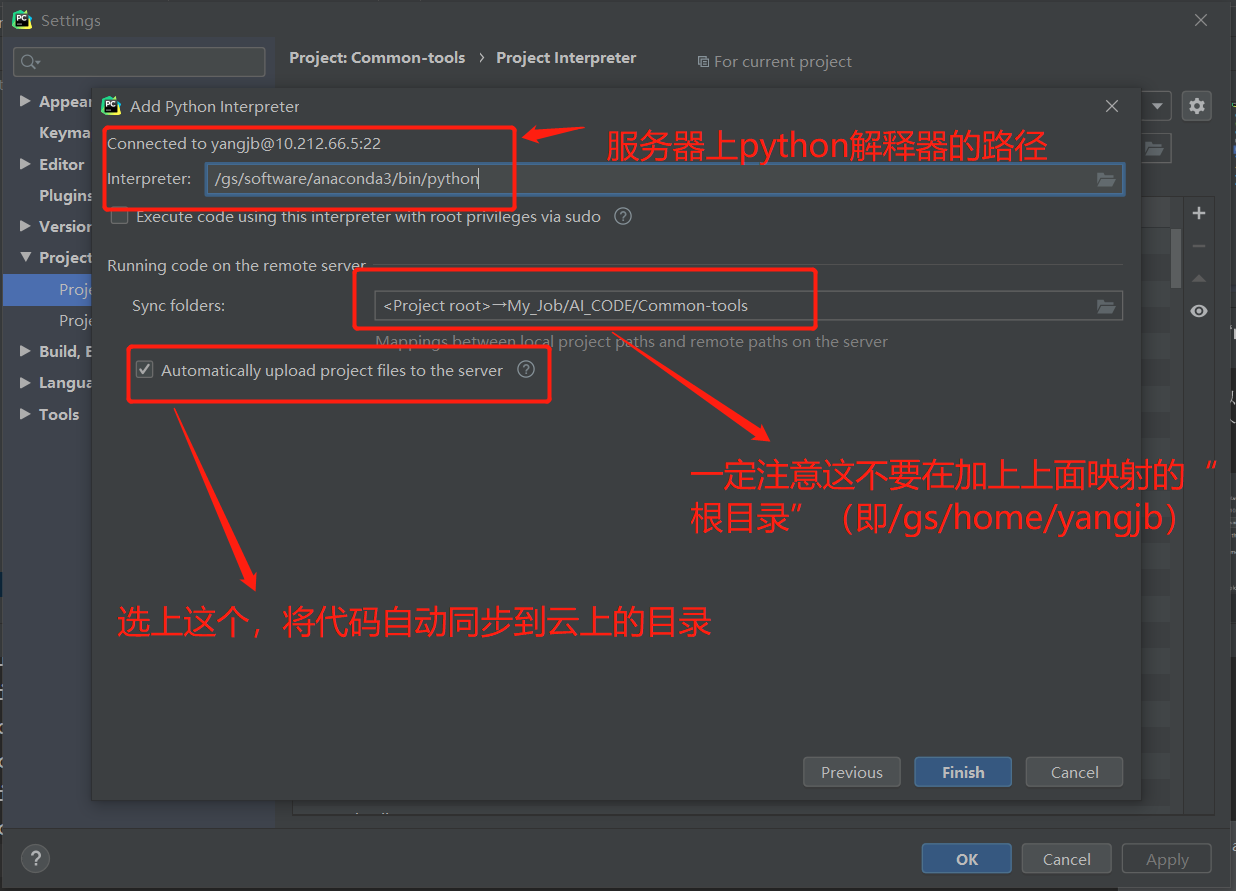 Settings
Project: Common-tools › Project Interpreter
For current project
Appear
Add Python Interpreter
Keyma
Connected to yangjb@10.212.66.5:22
服务器上python解释器的路径
Editor
Interpreter: /gs/software/anaconda3/bin/python
Plugins
Execute code using this interpreter with root privileges via sudo
Version
Project
Running code on the remote server
Proje
Sync folders: <Project root>→My_Job/AI_CODE/Common-tools
Proje
Mappings between local project paths and remote paths on the server
Build, E
Automatically upload project files to the server
Langua
Tools
一定注意这不要在加上上面映射的“
根目录”（即/gs/home/yangjb）
选上这个，将代码自动同步到云上的目录
Previous Finish Cancel
OK Cancel Apply